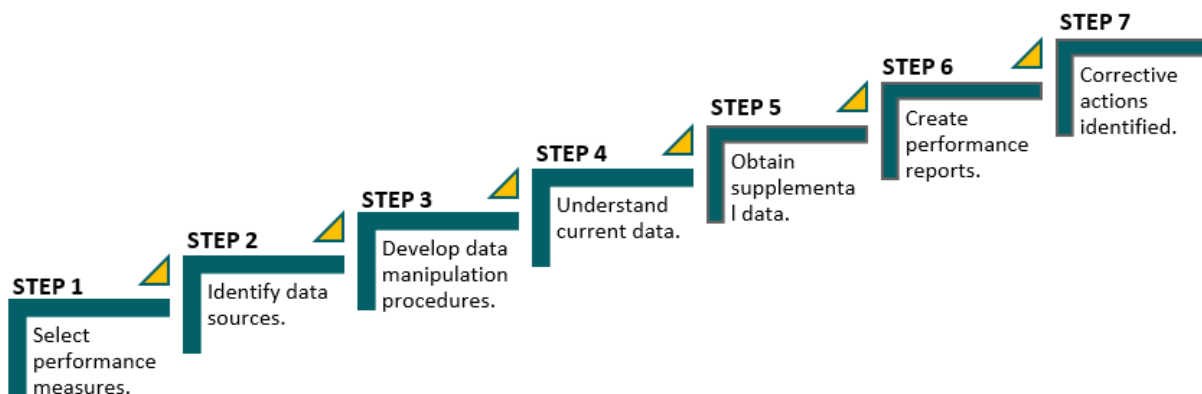 STEP 1
Select
performance
measures.
STEP 2
Identify data
sources.
STEP 3
Develop data
manipulation
procedures.
STEP 4
Understand
current data.
STEP 5
Obtain
supplementa
l data.
STEP 6
Create
performance
reports.
STEP 7
Corrective
actions
identified.